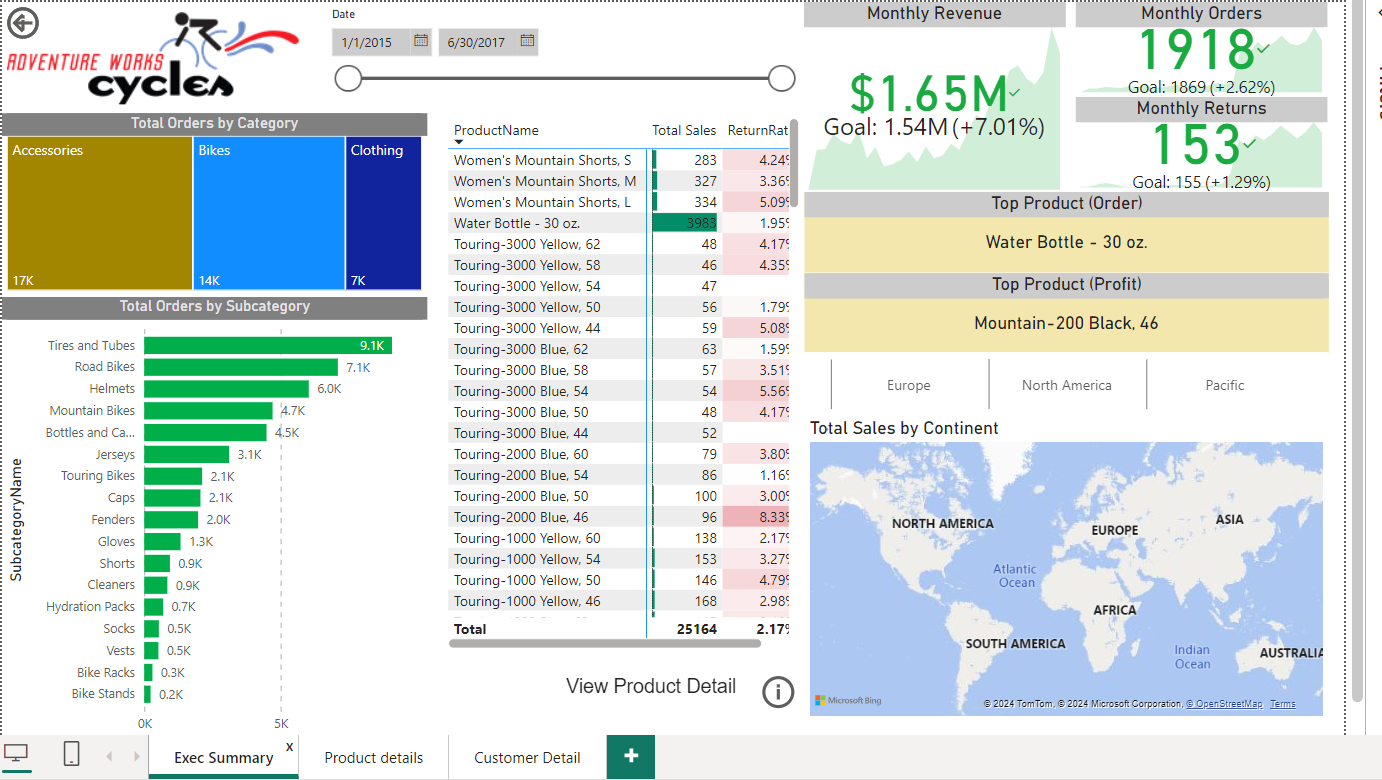 ADVENTURE WORKS
cycles
Date
1/1/2015
6/30/2017
Total Orders by Category
Accessories
Bikes
Clothing
17K
14K
7K
Total Orders by Subcategory
SubcategoryName
Tires and Tubes 9.1K
Road Bikes 7.1K
Helmets 6.0K
Mountain Bikes 4.7K
Bottles and Ca... 4.5K
Jerseys 3.1K
Touring Bikes 2.1K
Caps 2.1K
Fenders 2.0K
Gloves 1.3K
Shorts 0.9K
Cleaners 0.9K
Hydration Packs 0.7K
Socks 0.5K
Vests 0.5K
Bike Racks 0.3K
Bike Stands 0.2K
0K 5K
ProductName Total Sales ReturnRat
Women's Mountain Shorts, S 283 4.24%
Women's Mountain Shorts, M 327 3.36%
Women's Mountain Shorts, L 334 5.09%
Water Bottle - 30 oz. 3983 1.95%
Touring-3000 Yellow, 62 48 4.17%
Touring-3000 Yellow, 58 46 4.35%
Touring-3000 Yellow, 54 47
Touring-3000 Yellow, 50 56 1.79%
Touring-3000 Yellow, 44 59 5.08%
Touring-3000 Blue, 62 63 1.59%
Touring-3000 Blue, 58 57 3.51%
Touring-3000 Blue, 54 54 5.56%
Touring-3000 Blue, 50 48 4.17%
Touring-3000 Blue, 44 52
Touring-2000 Blue, 60 79 3.80%
Touring-2000 Blue, 54 86 1.16%
Touring-2000 Blue, 50 100 3.00%
Touring-2000 Blue, 46 96 8.33%
Touring-1000 Yellow, 60 138 2.17%
Touring-1000 Yellow, 54 153 3.27%
Touring-1000 Yellow, 50 146 4.79%
Touring-1000 Yellow, 46 168 2.98%
Total 25164 2.17%
View Product Detail
Monthly Revenue
$1.65M
Goal: 1.54M (+7.01%)
Monthly Orders
1918
Goal: 1869 (+2.62%)
Monthly Returns
153
Goal: 155 (+1.29%)
Top Product (Order)
Water Bottle - 30 oz.
Top Product (Profit)
Mountain-200 Black, 46
Europe
North America
Pacific
Total Sales by Continent
NORTH AMERICA
EUROPE
ASIA
Atlantic
Ocean
AFRICA
SOUTH AMERICA
Indian
Ocean
AUSTRALIA
Microsoft Bing
© 2024 TomTom, © 2024 Microsoft Corporation, © OpenStreetMap Terms
Exec Summary x
Product details
Customer Detail
+